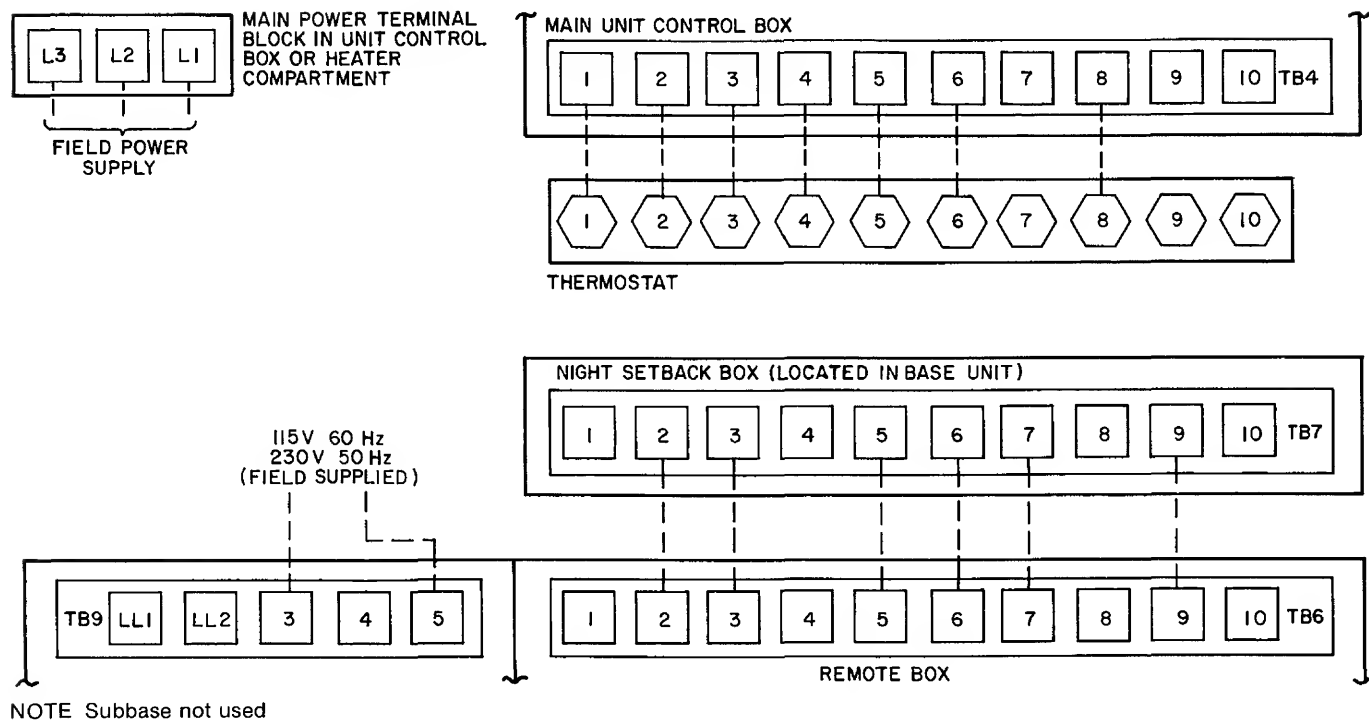 MAIN POWER TERMINAL
BLOCK IN UNIT CONTROL
BOX OR HEATER
COMPARTMENT
L3 L2 L1
FIELD POWER
SUPPLY
MAIN UNIT CONTROL BOX
1 2 3 4 5 6 7 8 9 10 TB4
1 2 3 4 5 6 7 8 9 10
THERMOSTAT
NIGHT SETBACK BOX (LOCATED IN BASE UNIT)
1 2 3 4 5 6 7 8 9 10 TB7
115V 60 Hz
230V 50 Hz
(FIELD SUPPLIED)
TB9 LL1 LL2 3 4 5
1 2 3 4 5 6 7 8 9 10 TB6
REMOTE BOX
NOTE Subbase not used